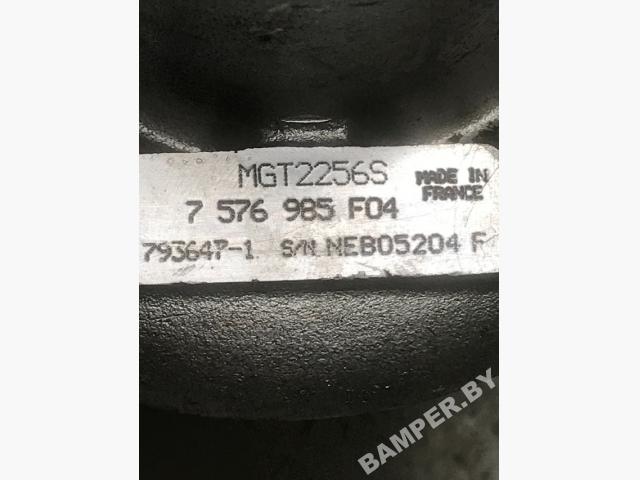 MGT2256S
MADE IN
FRANCE
7 576 985 F04
793647-1 S/N NEB05204 F
BAMPER.BY